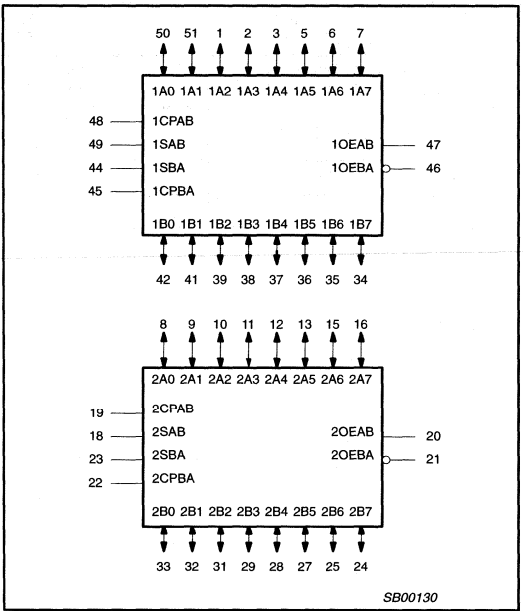 50 51 1 2 3 5 6 7
1A0 1A1 1A2 1A3 1A4 1A5 1A6 1A7
48 1CPAB
49 1SAB 1OEAB 47
44 1SBA 1OEBA 46
45 1CPBA
1B0 1B1 1B2 1B3 1B4 1B5 1B6 1B7
42 41 39 38 37 36 35 34
8 9 10 11 12 13 15 16
2A0 2A1 2A2 2A3 2A4 2A5 2A6 2A7
19 2CPAB
18 2SAB 2OEAB 20
23 2SBA 2OEBA 21
22 2CPBA
2B0 2B1 2B2 2B3 2B4 2B5 2B6 2B7
33 32 31 29 28 27 25 24
SB00130